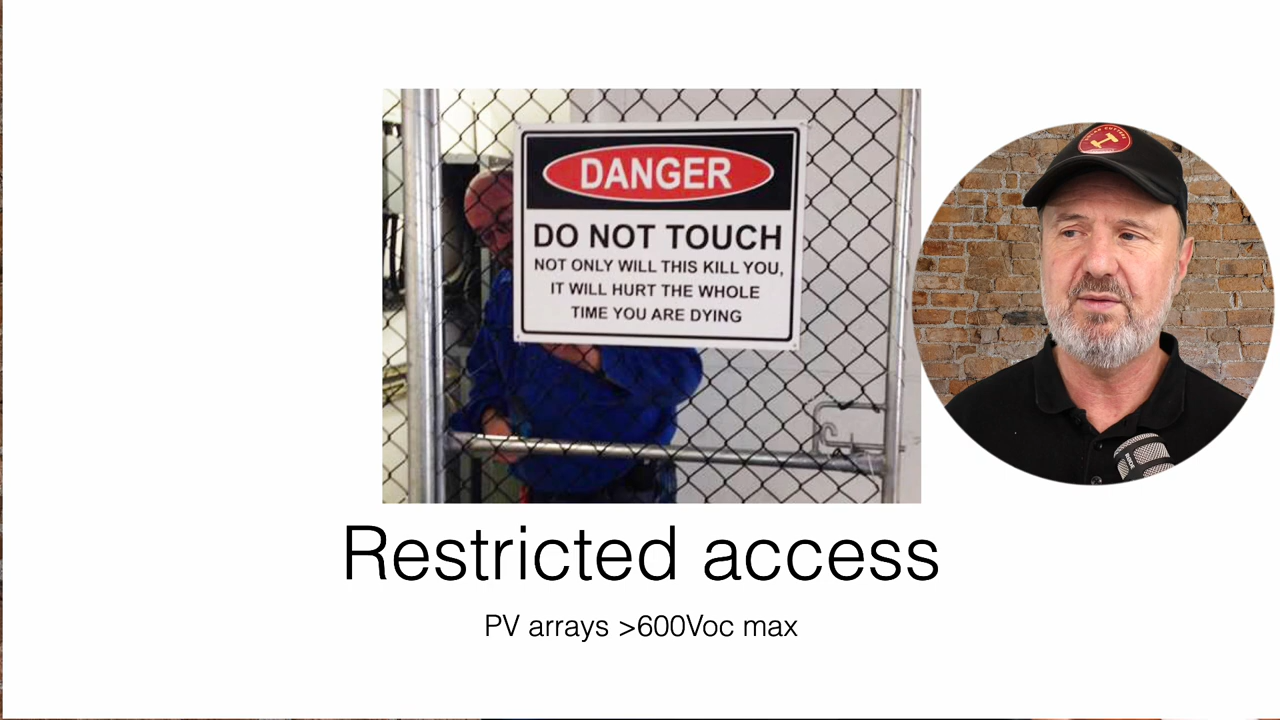 DANGER
DO NOT TOUCH
NOT ONLY WILL THIS KILL YOU,
IT WILL HURT THE WHOLE
TIME YOU ARE DYING
Restricted access
PV arrays >600Voc max